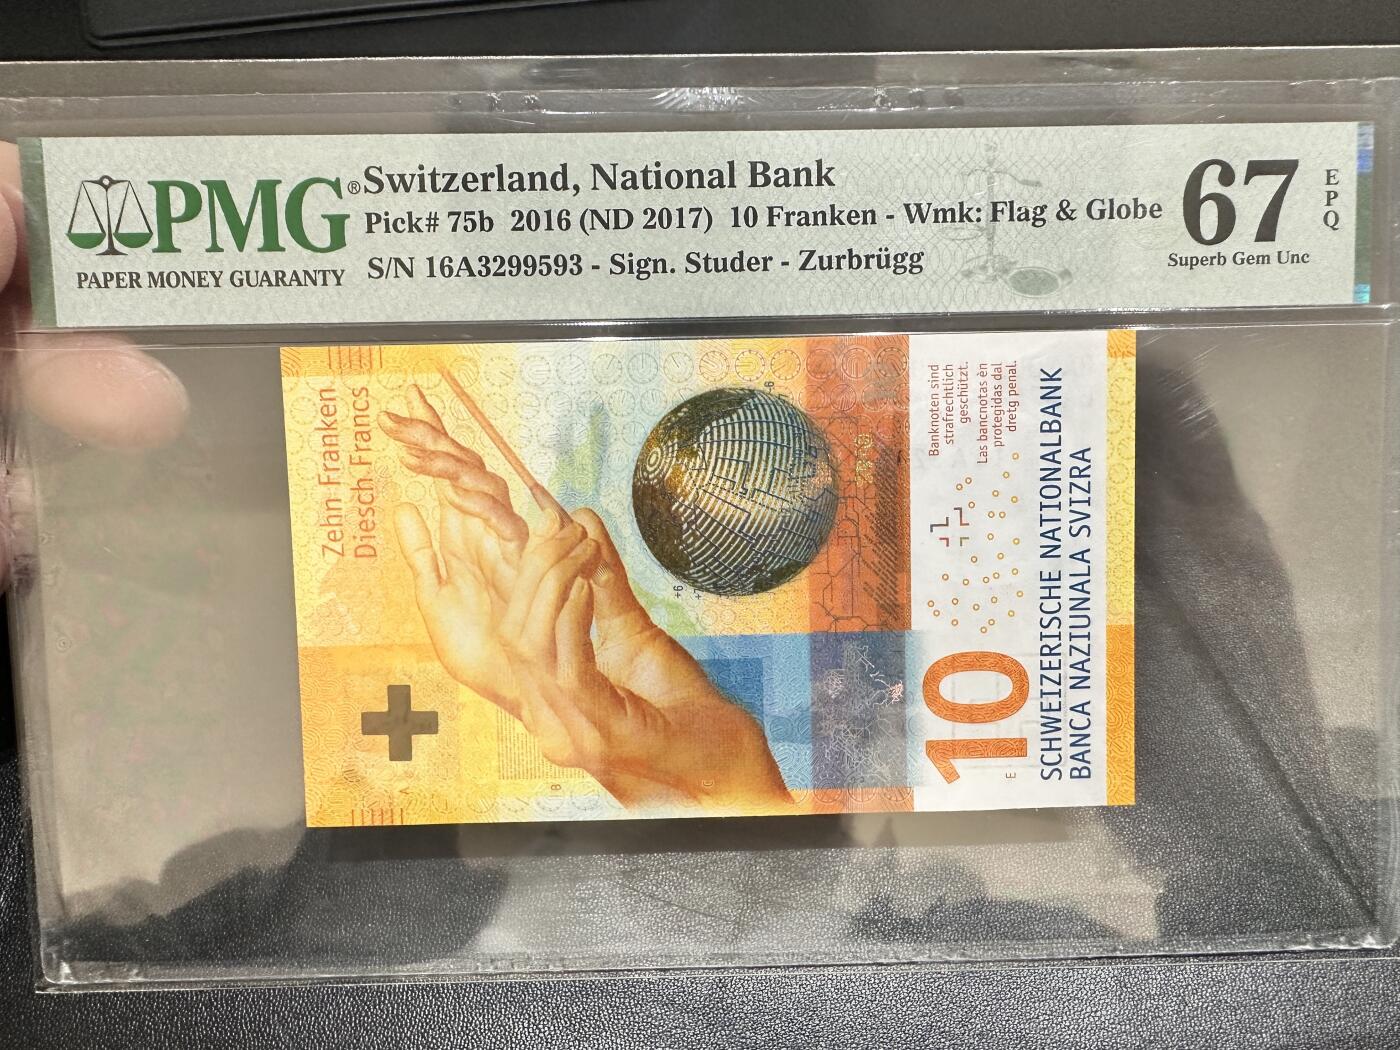 PMG®
PAPER MONEY GUARANTY
Switzerland, National Bank
Pick# 75b 2016 (ND 2017) 10 Franken - Wmk: Flag & Globe
S/N 16A3299593 - Sign. Studer - Zurbrügg
67
EPQ
Superb Gem Unc
Zehn Franken
Diesch Francs
Banknoten sind
strafrechtlich
geschützt.
Las bancnotas èn
protegidas dal
dretg penal.
10
SCHWEIZERISCHE NATIONALBANK
BANCA NAZIUNALA SVIZRA
E